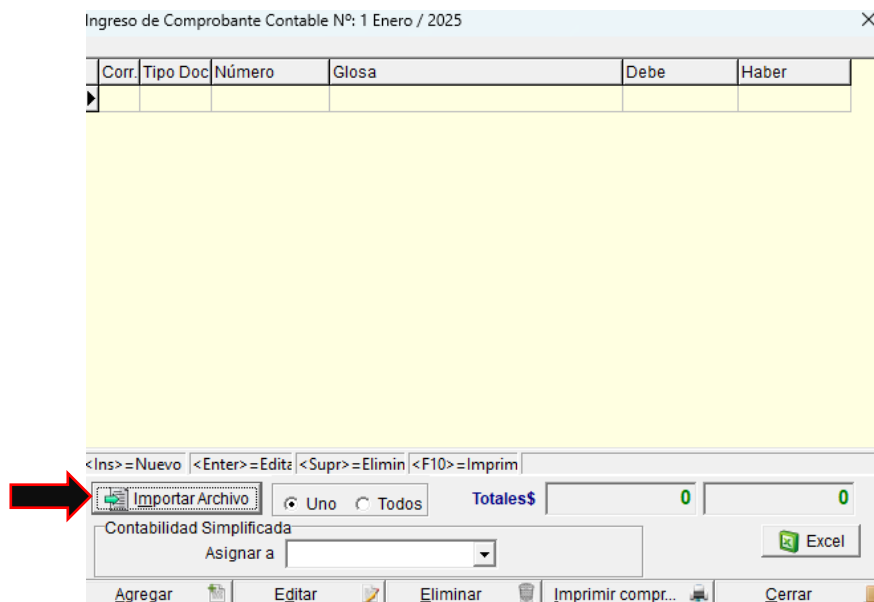 Ingreso de Comprobante Contable Nº: 1 Enero / 2025
Corr. Tipo Doc Número Glosa Debe Haber
<Ins>=Nuevo <Enter>=Edita <Supr>=Elimin <F10>=Imprim
Importar Archivo Uno Todos Totales$ 0 0
Contabilidad Simplificada
Asignar a Excel
Agregar Editar Eliminar Imprimir compr... Cerrar